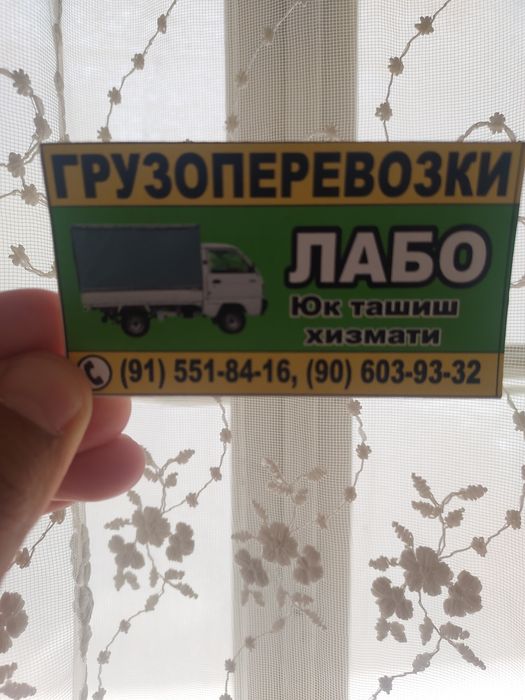 ГРУЗОПЕРЕВОЗКИ
ЛАБО
Юк ташиш
хизмати
(91) 551-84-16, (90) 603-93-32